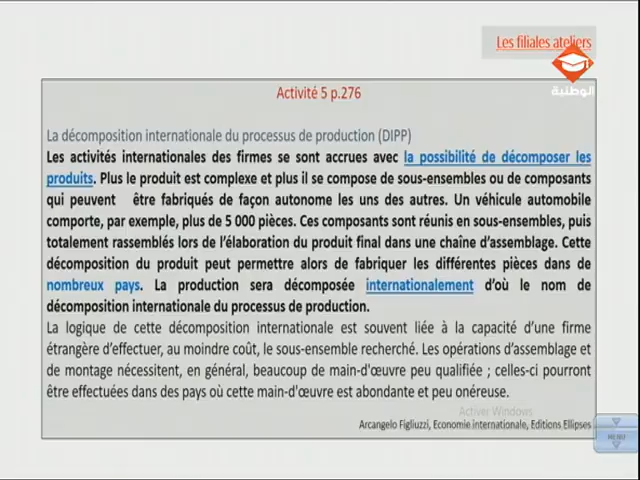 Les filiales ateliers
الوطنية
Activité 5 p.276
La décomposition internationale du processus de production (DIPP)
Les activités internationales des firmes se sont accrues avec la possibilité de décomposer les
produits. Plus le produit est complexe et plus il se compose de sous-ensembles ou de composants
qui peuvent être fabriqués de façon autonome les uns des autres. Un véhicule automobile
comporte, par exemple, plus de 5 000 pièces. Ces composants sont réunis en sous-ensembles, puis
totalement rassemblés lors de l'élaboration du produit final dans une chaîne d'assemblage. Cette
décomposition du produit peut permettre alors de fabriquer les différentes pièces dans de
nombreux pays. La production sera décomposée internationalement d'où le nom de
décomposition internationale du processus de production.
La logique de cette décomposition internationale est souvent liée à la capacité d'une firme
étrangère d'effectuer, au moindre coût, le sous-ensemble recherché. Les opérations d'assemblage et
de montage nécessitent, en général, beaucoup de main-d'œuvre peu qualifiée ; celles-ci pourront
être effectuées dans des pays où cette main-d'œuvre est abondante et peu onéreuse.
Activer Windows
Arcangelo Figliuzzi, Economie internationale, Editions Ellipses
MENU